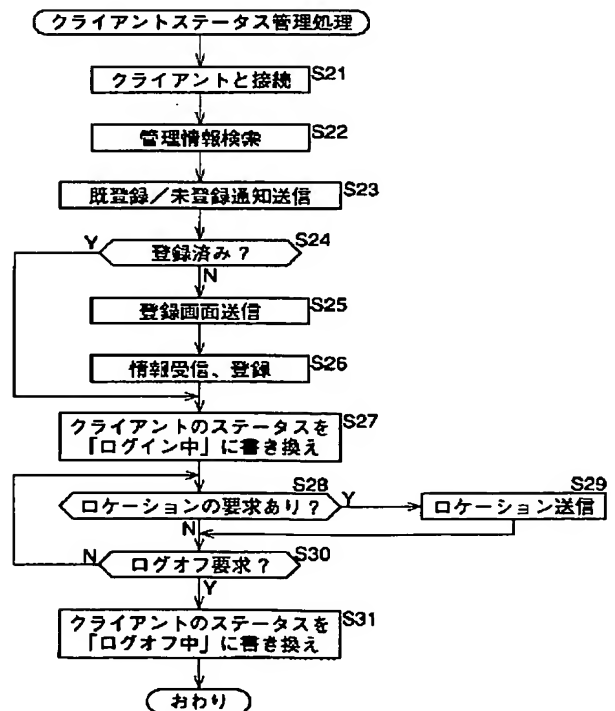 クライアントステータス管理処理
クライアントと接続 S21
管理情報検索 S22
既登録／未登録通知送信 S23
登録済み？ S24
Y
N
登録画面送信 S25
情報受信、登録 S26
クライアントのステータスを S27
「ログイン中」に書き換え
S28
ロケーションの要求あり？ Y
S29
ロケーション送信
N
ログオフ要求？ S30
N
Y
クライアントのステータスを S31
「ログオフ中」に書き換え
おわり